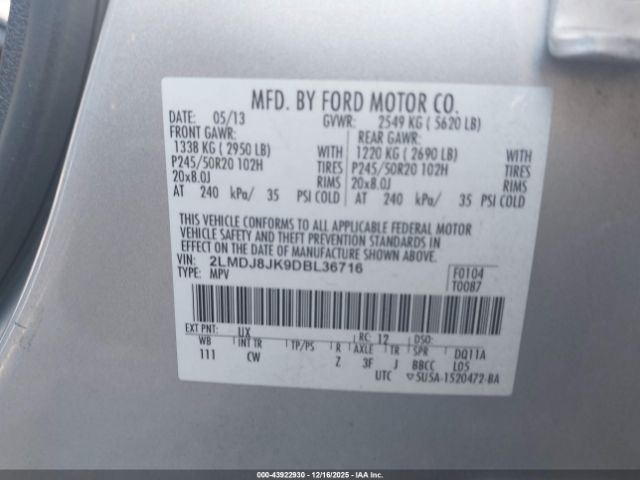 MFD. BY FORD MOTOR CO.
DATE: 05/13 GVWR: 2549 KG ( 5620 LB)
FRONT GAWR: REAR GAWR:
1338 KG ( 2950 LB) WITH 1220 KG ( 2690 LB) WITH
P245/50R20 102H TIRES P245/50R20 102H TIRES
20x8.0J RIMS 20x8.0J RIMS
AT 240 kPa/ 35 PSI COLD AT 240 kPa/ 35 PSI COLD
THIS VEHICLE CONFORMS TO ALL APPLICABLE FEDERAL MOTOR
VEHICLE SAFETY AND THEFT PREVENTION STANDARDS IN
EFFECT ON THE DATE OF MANUFACTURE SHOWN ABOVE.
VIN: 2LMDJ8JK9DBL36716
TYPE: MPV F0104
T0087
EXT PNT: UX RC: 12 DSO:
WB INT TR TP/PS R AXLE TR SPR DQ11A
111 CW Z 3F J BBCC L05
UTC ▽5U5A-1520472-BA
000-43922930 - 12/16/2025 - IAAI.CA